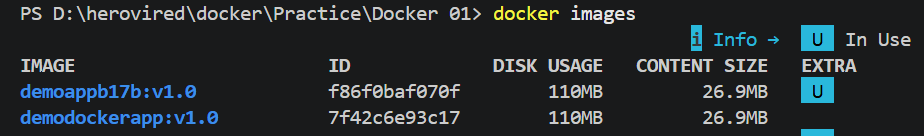 PS D:\herovired\docker\Practice\Docker 01> docker images
i Info → U In Use
IMAGE ID DISK USAGE CONTENT SIZE EXTRA
demoappb17b:v1.0 f86f0baf070f 110MB 26.9MB U
demodockerapp:v1.0 7f42c6e93c17 110MB 26.9MB